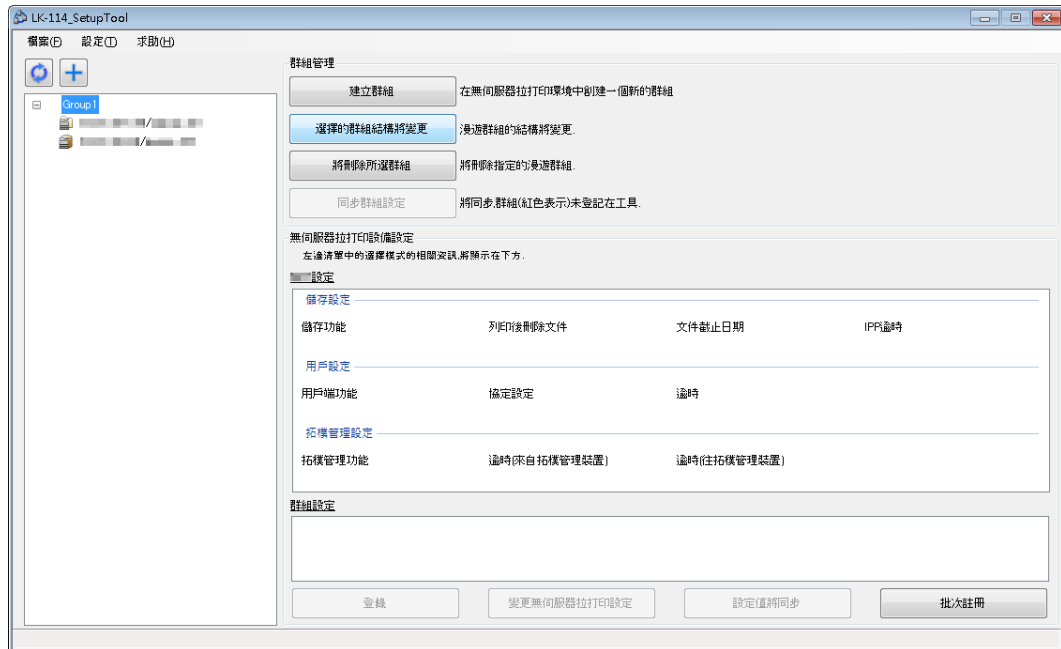 LK-114_SetupTool
檔案(F) 設定(T) 求助(H)
Group1
群組管理
建立群組 在無伺服器拉打印環境中創建一個新的群組
選擇的群組結構將變更 漫遊群組的結構將變更.
將刪除所選群組 將刪除指定的漫遊群組.
同步群組設定 將同步,群組(紅色表示)未登記在工具.
無伺服器拉打印設備設定
左邊清單中的選擇模式的相關資訊,將顯示在下方.
設定
儲存設定
儲存功能 列印後刪除文件 文件截止日期 IPP逾時
用戶設定
用戶端功能 協定設定 逾時
拓樸管理設定
拓樸管理功能 逾時(來自拓樸管理裝置) 逾時(往拓樸管理裝置)
群組設定
登錄 變更無伺服器拉打印設定 設定值將同步 批次註冊